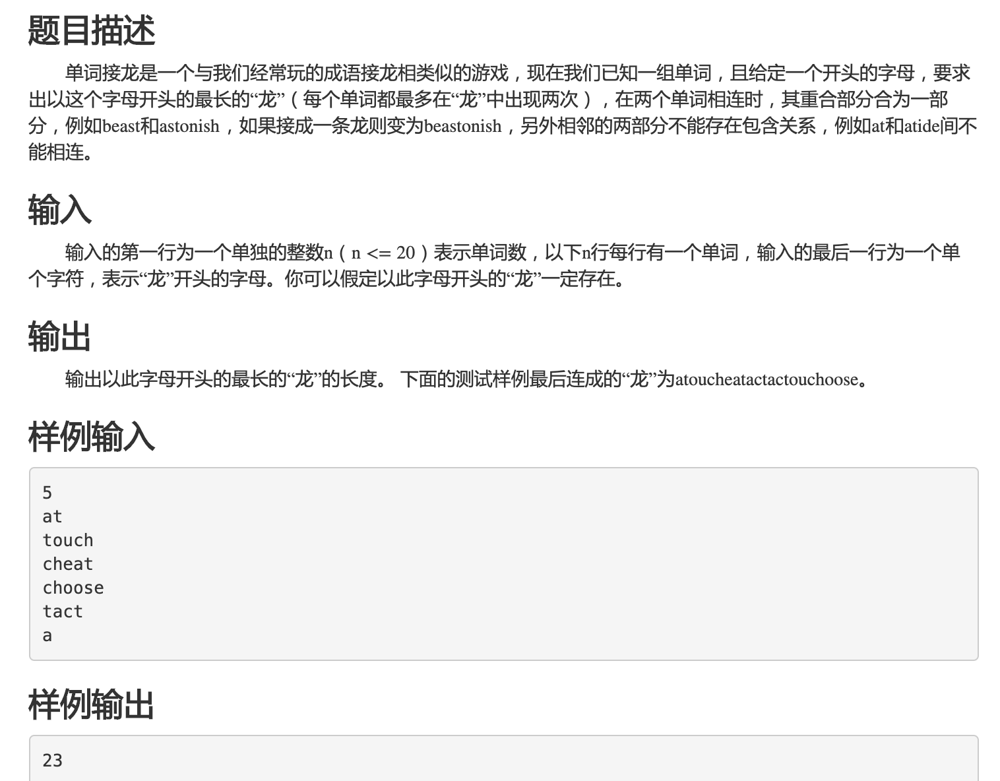 题目描述
单词接龙是一个与我们经常玩的成语接龙相类似的游戏，现在我们已知一组单词，且给定一个开头的字母，要求
出以这个字母开头的最长的“龙”（每个单词都最多在“龙”中出现两次），在两个单词相连时，其重合部分合为一部
分，例如beast和astonish，如果接成一条龙则变为beastonish，另外相邻的两部分不能存在包含关系，例如at和atide间不
能相连。
输入
输入的第一行为一个单独的整数n（n <= 20）表示单词数，以下n行每行有一个单词，输入的最后一行为一个单
个字符，表示“龙”开头的字母。你可以假定以此字母开头的“龙”一定存在。
输出
输出以此字母开头的最长的“龙”的长度。 下面的测试样例最后连成的“龙”为atoucheatactactouchoose。
样例输入
5
at
touch
cheat
choose
tact
a
样例输出
23